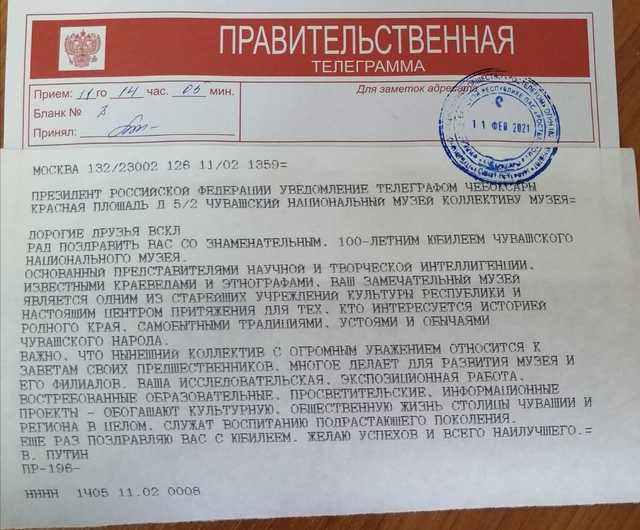 ПРАВИТЕЛЬСТВЕННАЯ
ТЕЛЕГРАММА
Прием: 11 го 14 час. 05 мин.
Для заметок адресата
Бланк № 3
Принял:
11 ФЕВ 2021
МОСКВА 132/23002 126 11/02 1359=
ПРЕЗИДЕНТ РОССИЙСКОЙ ФЕДЕРАЦИИ УВЕДОМЛЕНИЕ ТЕЛЕГРАФОМ ЧЕБОКСАРЫ
КРАСНАЯ ПЛОЩАДЬ Д 5/2 ЧУВАШСКИЙ НАЦИОНАЛЬНЫЙ МУЗЕЙ КОЛЛЕКТИВУ МУЗЕЯ=
ДОРОГИЕ ДРУЗЬЯ ВСКЛ
РАД ПОЗДРАВИТЬ ВАС СО ЗНАМЕНАТЕЛЬНЫМ, 100-ЛЕТНИМ ЮБИЛЕЕМ ЧУВАШСКОГО
НАЦИОНАЛЬНОГО МУЗЕЯ.
ОСНОВАННЫЙ ПРЕДСТАВИТЕЛЯМИ НАУЧНОЙ И ТВОРЧЕСКОЙ ИНТЕЛЛИГЕНЦИИ,
ИЗВЕСТНЫМИ КРАЕВЕДАМИ И ЭТНОГРАФАМИ, ВАШ ЗАМЕЧАТЕЛЬНЫЙ МУЗЕЙ
ЯВЛЯЕТСЯ ОДНИМ ИЗ СТАРЕЙШИХ УЧРЕЖДЕНИЙ КУЛЬТУРЫ РЕСПУБЛИКИ И
НАСТОЯЩИМ ЦЕНТРОМ ПРИТЯЖЕНИЯ ДЛЯ ТЕХ, КТО ИНТЕРЕСУЕТСЯ ИСТОРИЕЙ
РОДНОГО КРАЯ, САМОБЫТНЫМИ ТРАДИЦИЯМИ, УСТОЯМИ И ОБЫЧАЯМИ
ЧУВАШСКОГО НАРОДА.
ВАЖНО, ЧТО НЫНЕШНИЙ КОЛЛЕКТИВ С ОГРОМНЫМ УВАЖЕНИЕМ ОТНОСИТСЯ К
ЗАВЕТАМ СВОИХ ПРЕДШЕСТВЕННИКОВ, МНОГОЕ ДЕЛАЕТ ДЛЯ РАЗВИТИЯ МУЗЕЯ И
ЕГО ФИЛИАЛОВ. ВАША ИССЛЕДОВАТЕЛЬСКАЯ, ЭКСПОЗИЦИОННАЯ РАБОТА,
ВОСТРЕБОВАННЫЕ ОБРАЗОВАТЕЛЬНЫЕ, ПРОСВЕТИТЕЛЬСКИЕ, ИНФОРМАЦИОННЫЕ
ПРОЕКТЫ - ОБОГАЩАЮТ КУЛЬТУРНУЮ, ОБЩЕСТВЕННУЮ ЖИЗНЬ СТОЛИЦЫ ЧУВАШИИ И
РЕГИОНА В ЦЕЛОМ, СЛУЖАТ ВОСПИТАНИЮ ПОДРАСТАЮЩЕГО ПОКОЛЕНИЯ.
ЕЩЕ РАЗ ПОЗДРАВЛЯЮ ВАС С ЮБИЛЕЕМ. ЖЕЛАЮ УСПЕХОВ И ВСЕГО НАИЛУЧШЕГО.=
В. ПУТИН
ПР-196-
НННН 1405 11.02 0008